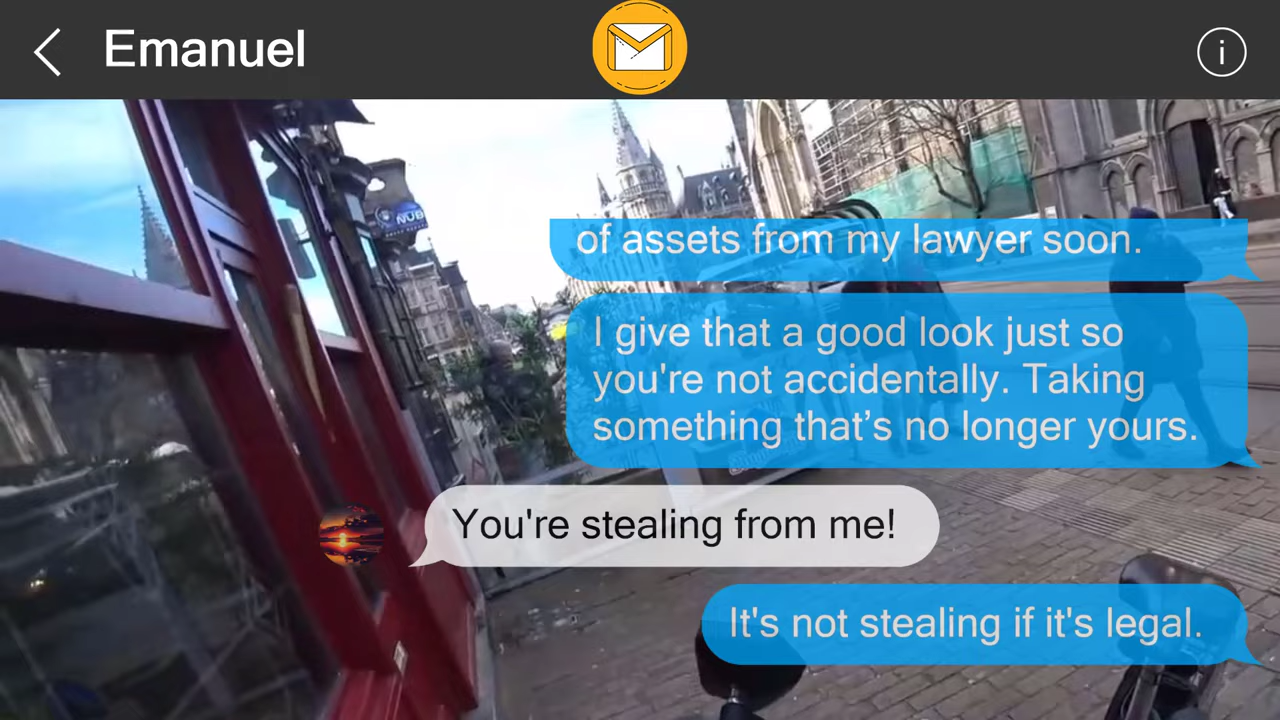 Emanuel
i
NUB
of assets from my lawyer soon.
I give that a good look just so
you're not accidentally. Taking
something that’s no longer yours.
You're stealing from me!
It's not stealing if it's legal.